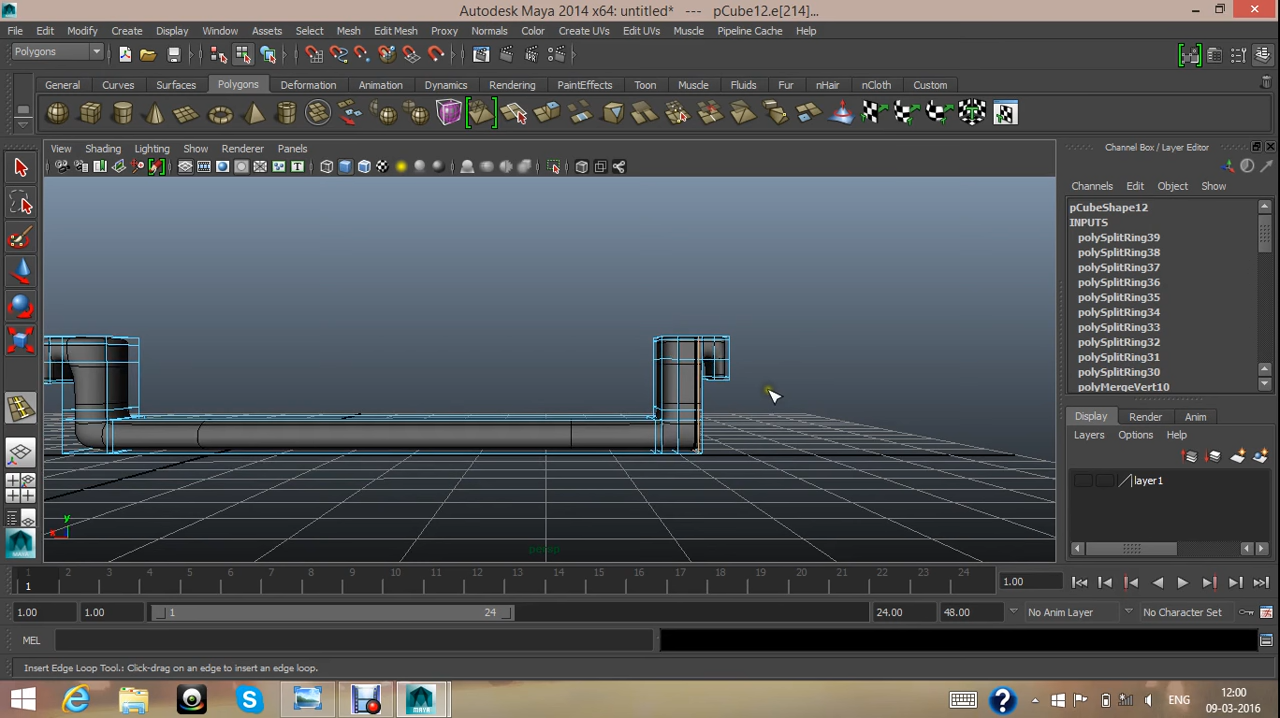 Autodesk Maya 2014 x64: untitled* --- pCube12.e[214]...
File Edit Modify Create Display Window Assets Select Mesh Edit Mesh Proxy Normals Color Create UVs Edit UVs Muscle Pipeline Cache Help
Polygons
General Curves Surfaces Polygons Deformation Animation Dynamics Rendering PaintEffects Toon Muscle Fluids Fur nHair nCloth Custom
View Shading Lighting Show Renderer Panels
Channel Box / Layer Editor
Channels Edit Object Show
pCubeShape12
INPUTS
polySplitRing39
polySplitRing38
polySplitRing37
polySplitRing36
polySplitRing35
polySplitRing34
polySplitRing33
polySplitRing32
polySplitRing31
polySplitRing30
polyMergeVert10
Display Render Anim
Layers Options Help
layer1
y
x
persp
1 2 3 4 5 6 7 8 9 10 11 12 13 14 15 16 17 18 19 20 21 22 23 24
1
1.00
1.00 1.00 1 24 24.00 48.00 No Anim Layer No Character Set
MEL
Insert Edge Loop Tool.: Click-drag on an edge to insert an edge loop.
ENG
12:00
09-03-2016